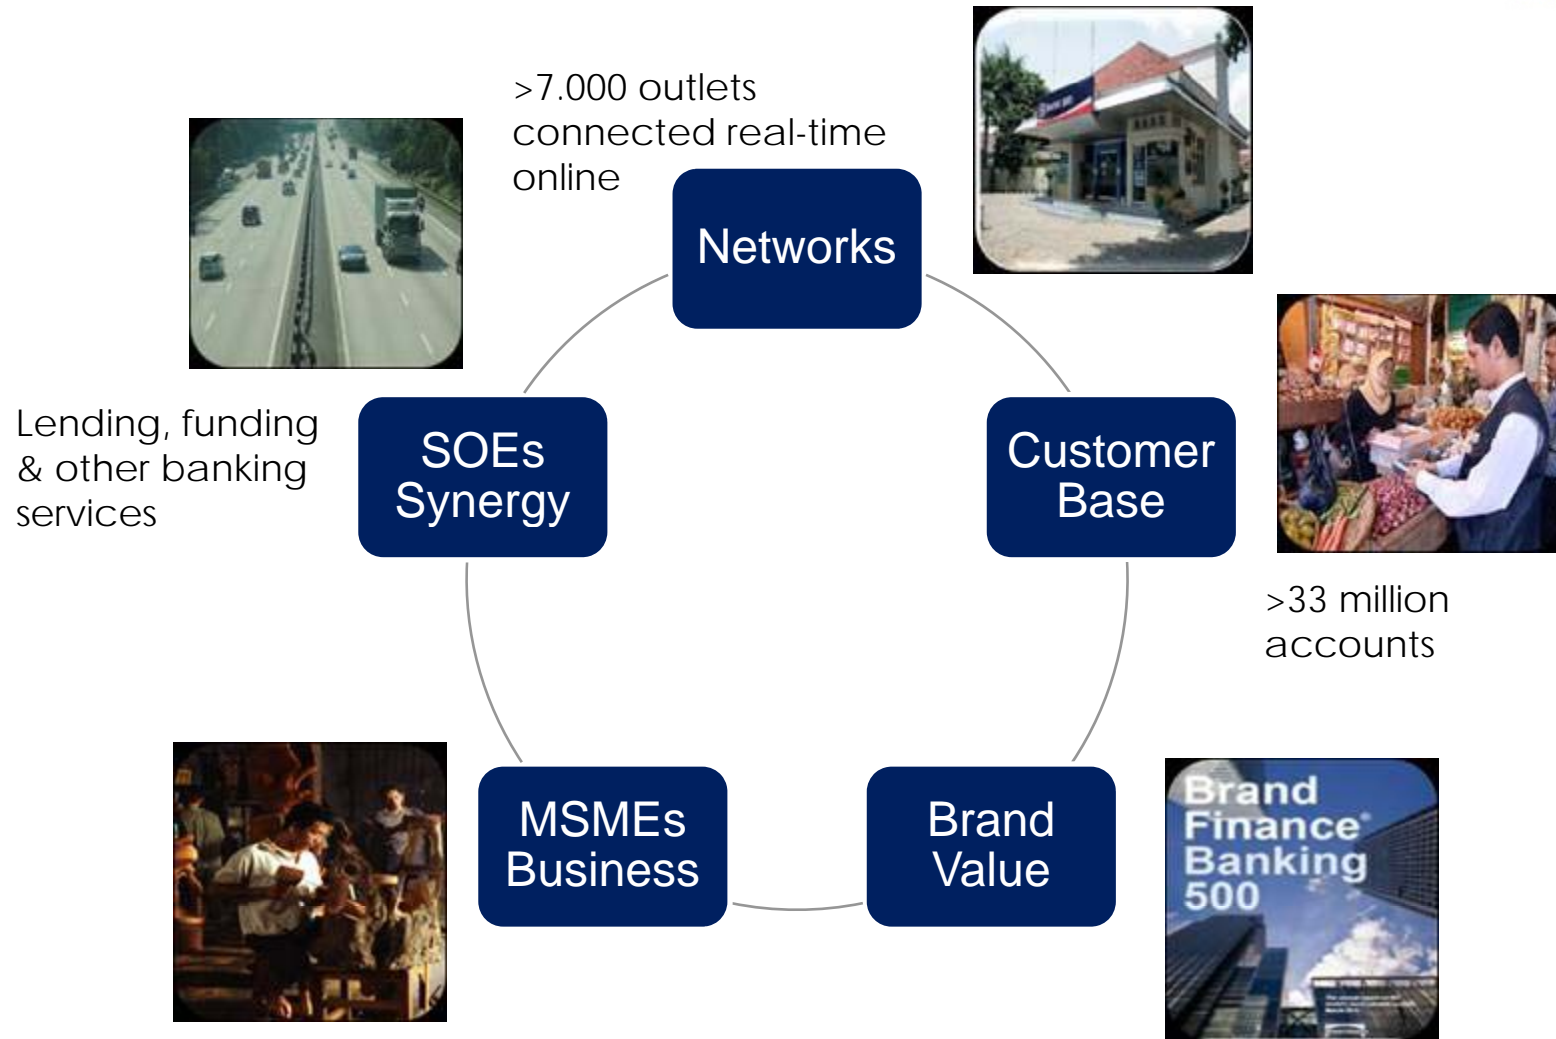 >7.000 outlets
connected real-time
online
Networks
Lending, funding
& other banking
services
SOEs
Synergy
Customer
Base
>33 million
accounts
MSMEs
Business
Brand
Value
Brand
Finance®
Banking
500